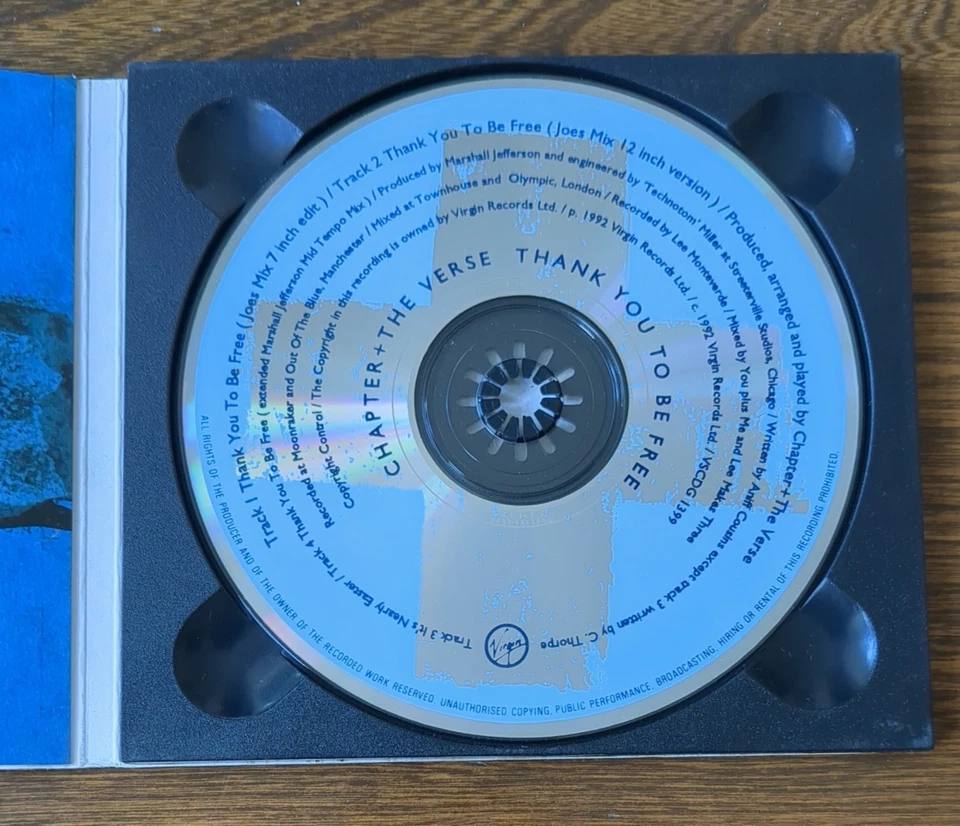 Track 1 Thank You To Be Free ( Joes Mix 7 inch edit ) / Track 2 Thank You To Be Free ( Joes Mix 12 inch version ) / Produced, arranged and played by Chapter+The Verse
Track 3 It's Nearly Easter / Track 4 Thank You To Be Free ( extended Marshall Jefferson Mid Tempo Mix ) / Produced by Marshall Jefferson and engineered by 'Technotom' Miller at Streeterville Studios, Chicago / Written by Aniff Cousins except track 3 written by C. Thorpe
Recorded at Moonraker and Out Of The Blue, Manchester / Mixed at Townhouse and Olympic, London / Recorded by Lee Monteverde / Mixed by You plus Me and Lee Makes Three
Copyright Control / The Copyright in this recording is owned by Virgin Records Ltd. / p. 1992 Virgin Records Ltd. / c. 1992 Virgin Records Ltd. / VSCDG 1399
CHAPTER+THE VERSE THANK YOU TO BE FREE
Virgin
ALL RIGHTS OF THE PRODUCER AND OF THE OWNER OF THE RECORDED WORK RESERVED. UNAUTHORISED COPYING, PUBLIC PERFORMANCE, BROADCASTING, HIRING OR RENTAL OF THIS RECORDING PROHIBITED.